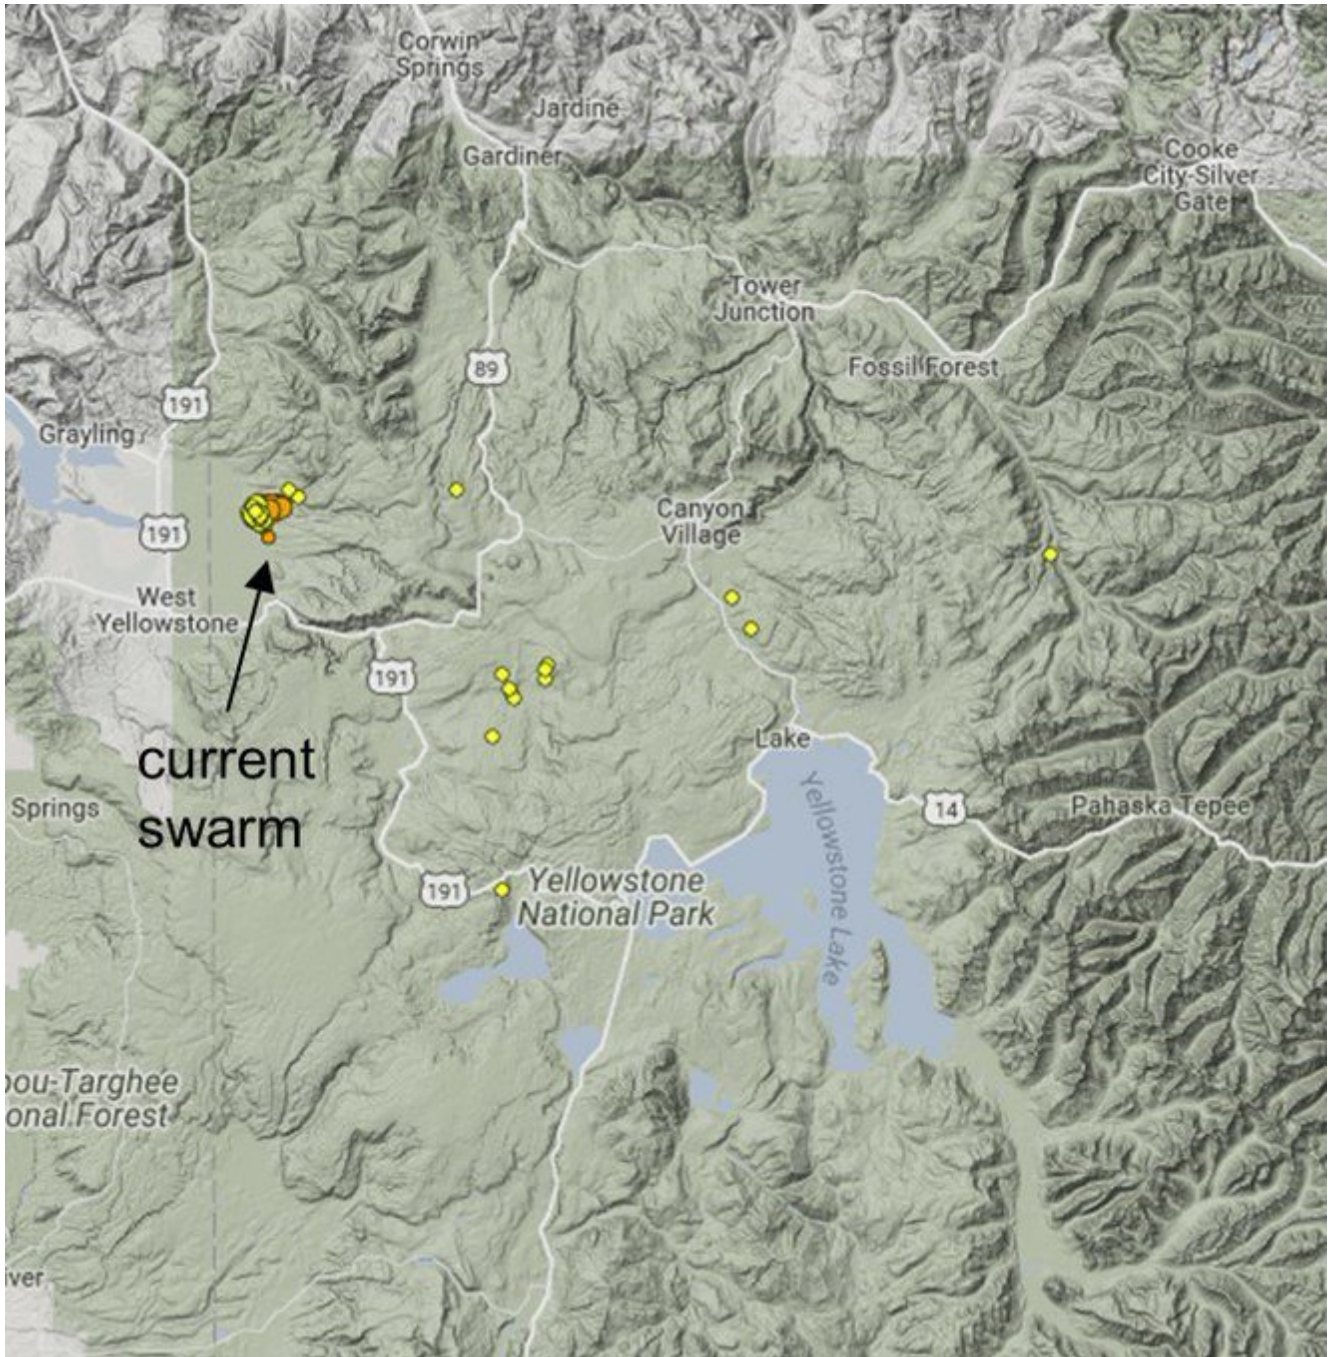 Corwin
Springs
Jardine
Gardiner
Cooke
City-Silver
Gate
Tower
Junction
89
Fossil Forest
191
Grayling
Canyon
Village
191
West
Yellowstone
191
current
swarm
Lake
Yellowstone Lake
Springs
14
Pahaska Tepee
191
Yellowstone
National Park
ou-Targhee
onal Forest
ver